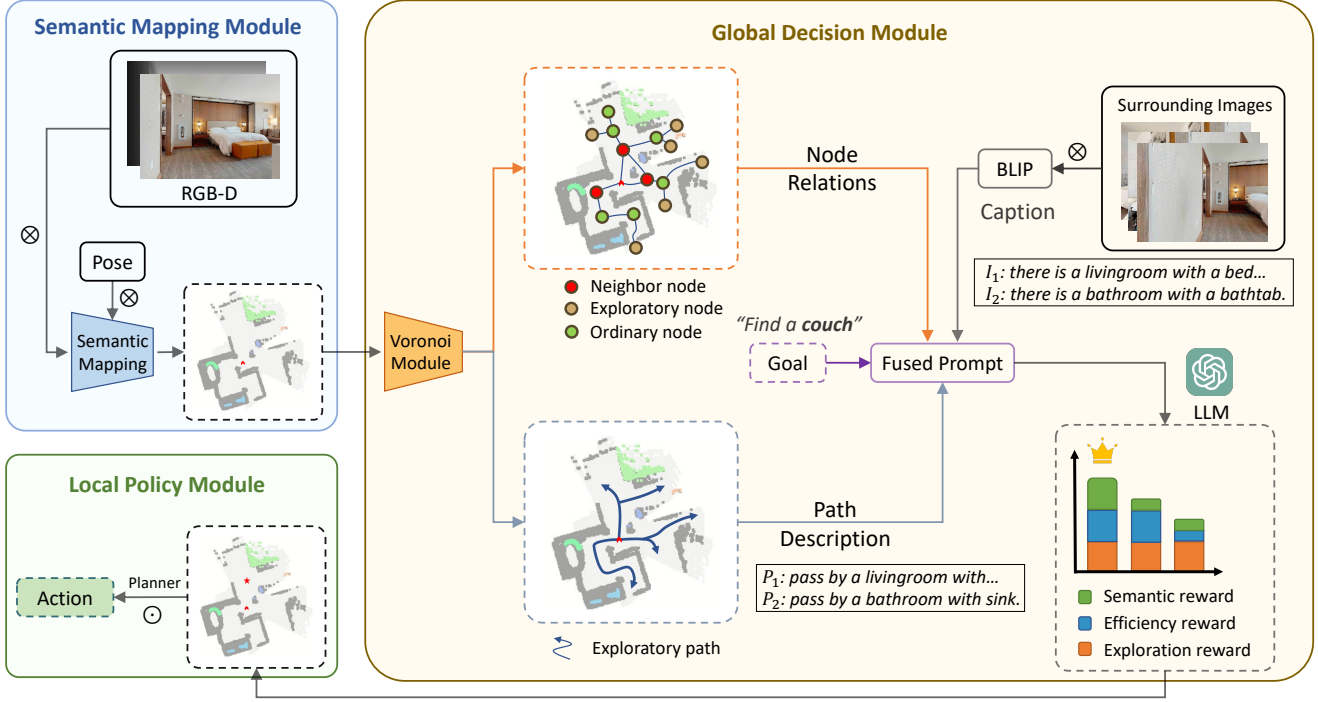 Semantic Mapping Module
RGB-D
⊗
Pose
⊗
Semantic
Mapping
Local Policy Module
Action
Planner
⊙
Global Decision Module
Voronoi
Module
Neighbor node
Exploratory node
Ordinary node
Node
Relations
Surrounding Images
⊗
BLIP
Caption
I₁: there is a livingroom with a bed…
I₂: there is a bathroom with a bathtab.
“Find a couch”
Goal
Fused Prompt
LLM
Path
Description
P₁: pass by a livingroom with…
P₂: pass by a bathroom with sink.
Exploratory path
Semantic reward
Efficiency reward
Exploration reward